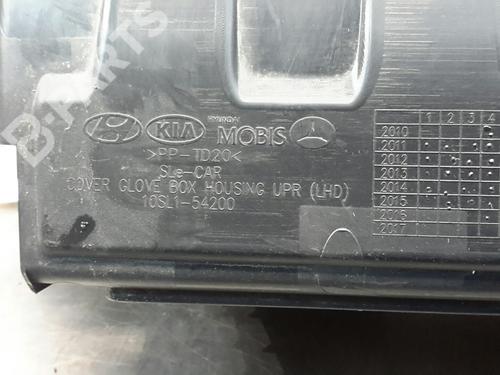 B-PARTS
HYUNDAI
KIA MOBIS
>PP-TD20<
SLe-CAR
COVER GLOVE BOX HOUSING UPR (LHD)
10SL1-54200
1 2 3 4
2010
2011
2012
2013
2014
2015
2016
2017